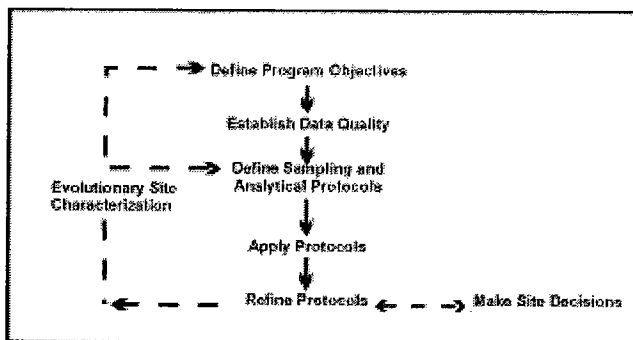 Define Program Objectives
Establish Data Quality
Define Sampling and
Analytical Protocols
Evolutionary Site
Characterization
Apply Protocols
Refine Protocols
Make Site Decisions